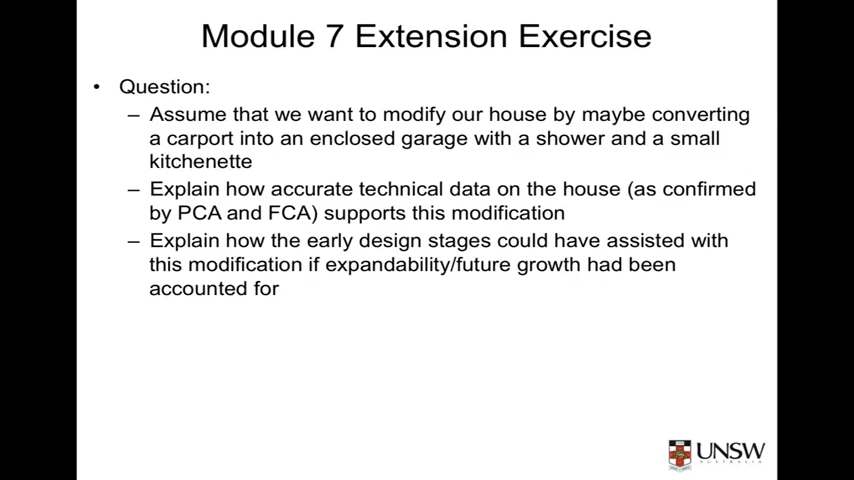 Module 7 Extension Exercise
• Question:
– Assume that we want to modify our house by maybe converting
a carport into an enclosed garage with a shower and a small
kitchenette
– Explain how accurate technical data on the house (as confirmed
by PCA and FCA) supports this modification
– Explain how the early design stages could have assisted with
this modification if expandability/future growth had been
accounted for
UNSW
AUSTRALIA